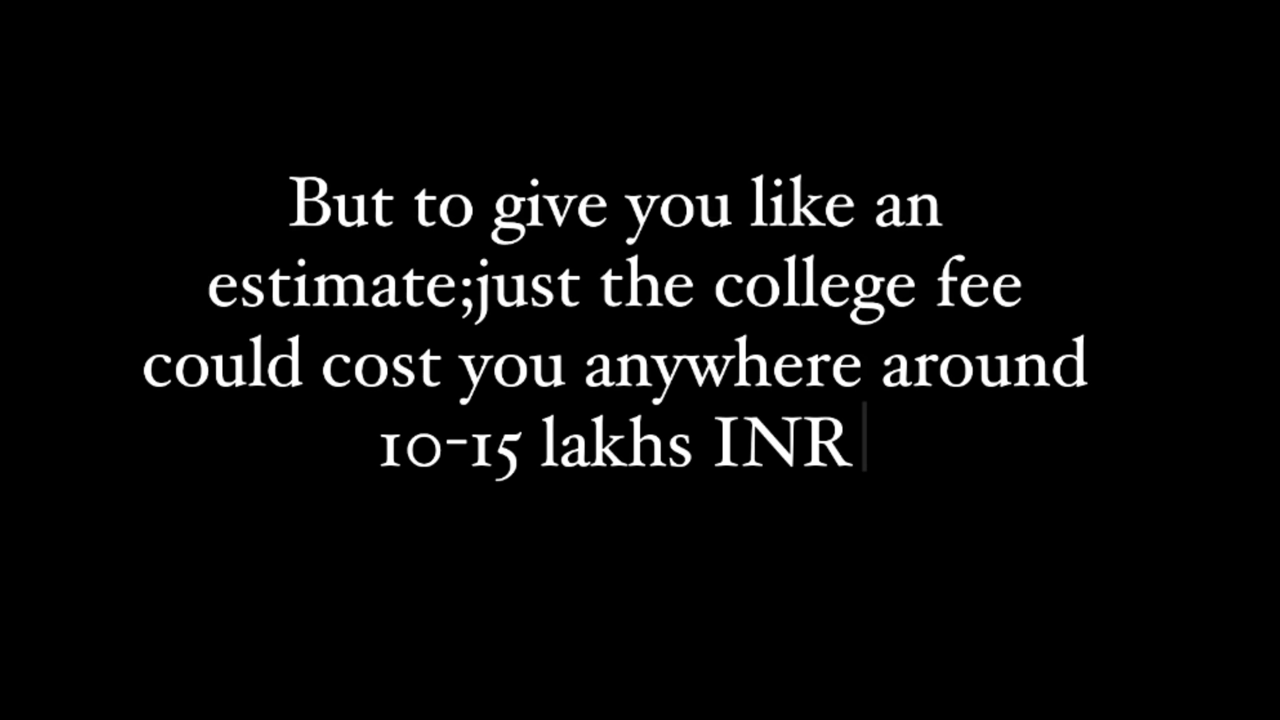 But to give you like an
estimate;just the college fee
could cost you anywhere around
10-15 lakhs INR